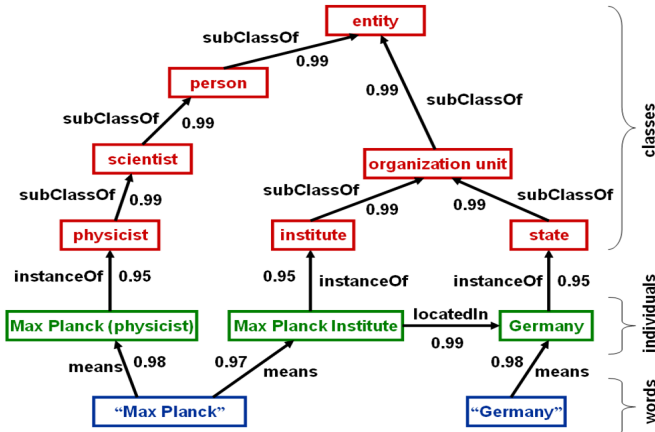 entity
subClassOf
0.99
person
0.99
subClassOf
subClassOf
0.99
scientist
organization unit
subClassOf
0.99
subClassOf
0.99
0.99
subClassOf
physicist
institute
state
instanceOf
0.95
0.95
instanceOf
instanceOf
0.95
Max Planck (physicist)
Max Planck Institute
locatedIn
0.99
Germany
means
0.98
0.97
means
0.98
means
“Max Planck”
“Germany”
classes
individuals
words